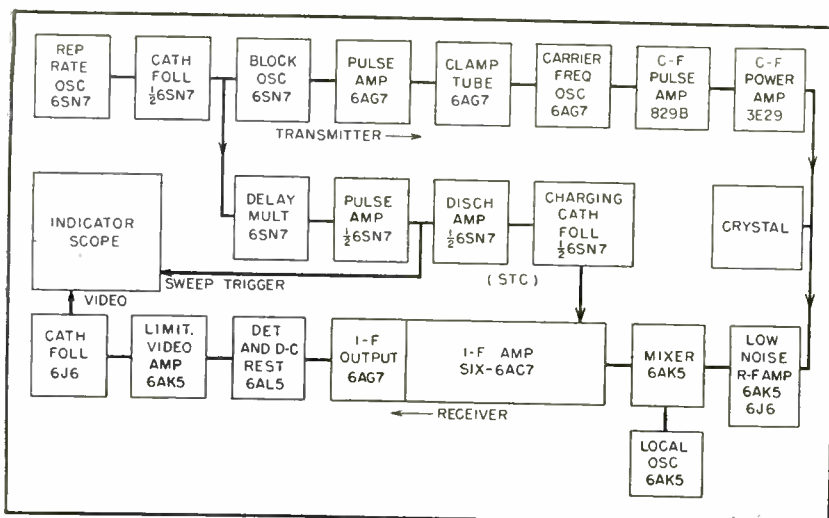 REP
RATE
OSC
6SN7
CATH
FOLL
½6SN7
BLOCK
OSC
6SN7
PULSE
AMP
6AG7
CLAMP
TUBE
6AG7
CARRIER
FREQ
OSC
6AG7
C-F
PULSE
AMP
829B
C-F
POWER
AMP
3E29
TRANSMITTER
INDICATOR
SCOPE
DELAY
MULT
6SN7
PULSE
AMP
½6SN7
DISCH
AMP
½6SN7
CHARGING
CATH
FOLL
½6SN7
CRYSTAL
SWEEP TRIGGER
(STC)
VIDEO
CATH
FOLL
6J6
LIMIT.
VIDEO
AMP
6AK5
DET
AND D-C
REST
6AL5
I-F
OUTPUT
6AG7
I-F AMP
SIX-6AC7
MIXER
6AK5
LOW
NOISE
R-F AMP
6AK5
6J6
RECEIVER
LOCAL
OSC
6AK5